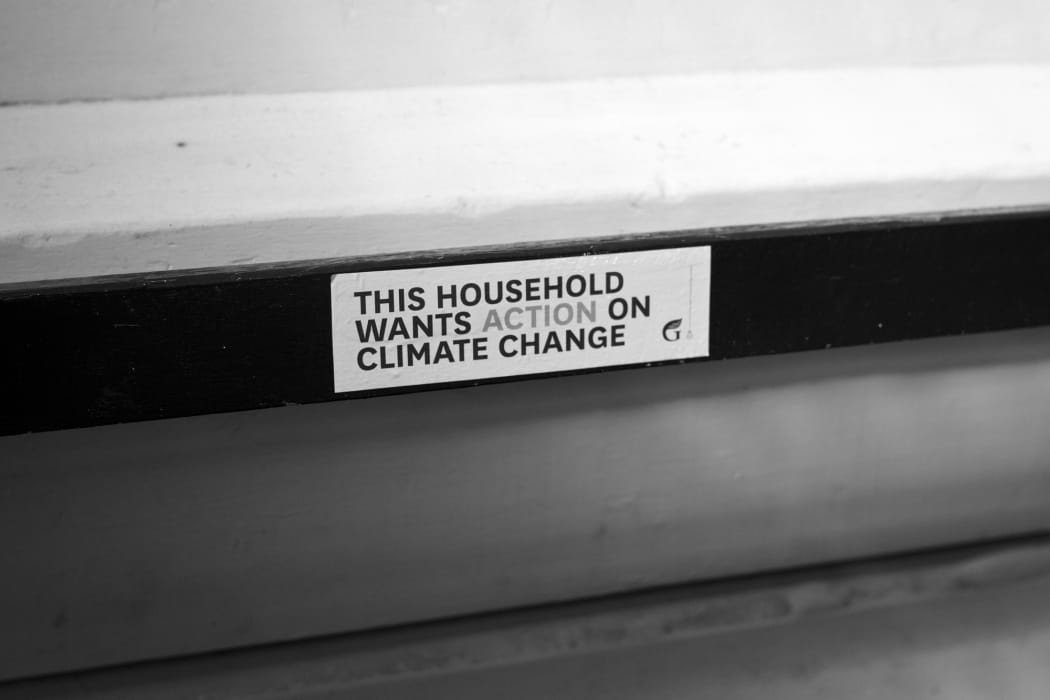 THIS HOUSEHOLD
WANTS ACTION ON
CLIMATE CHANGE
G